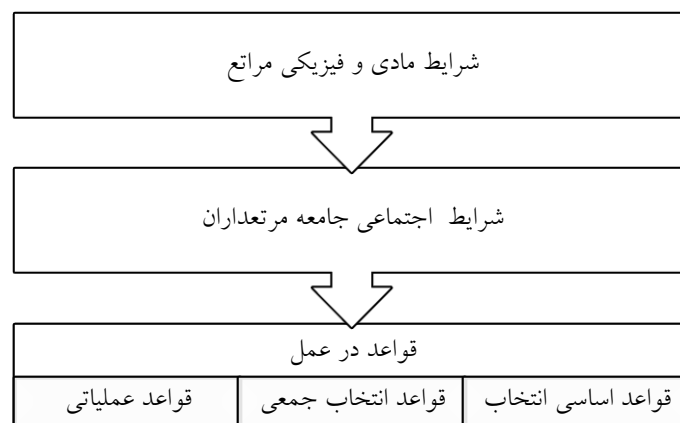 شرایط مادی و فیزیکی مراتع
شرایط اجتماعی جامعه مرتعداران
قواعد در عمل
قواعد اساسی انتخاب
قواعد انتخاب جمعی
قواعد عملیاتی